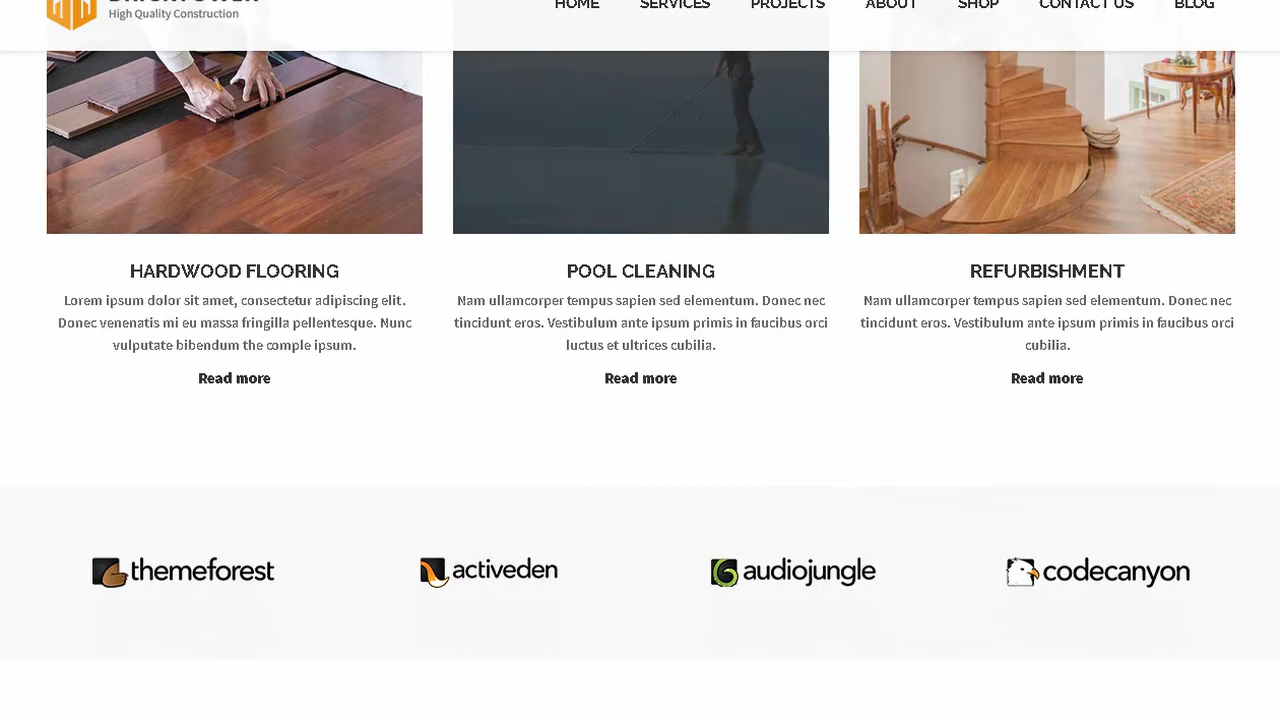 High Quality Construction
HOME SERVICES PROJECTS ABOUT SHOP CONTACT US BLOG
HARDWOOD FLOORING
Lorem ipsum dolor sit amet, consectetur adipiscing elit.
Donec venenatis mi eu massa fringilla pellentesque. Nunc
vulputate bibendum the comple ipsum.
Read more
POOL CLEANING
Nam ullamcorper tempus sapien sed elementum. Donec nec
tincidunt eros. Vestibulum ante ipsum primis in faucibus orci
luctus et ultrices cubilia.
Read more
REFURBISHMENT
Nam ullamcorper tempus sapien sed elementum. Donec nec
tincidunt eros. Vestibulum ante ipsum primis in faucibus orci
cubilia.
Read more
themeforest
activeden
audiojungle
codecanyon